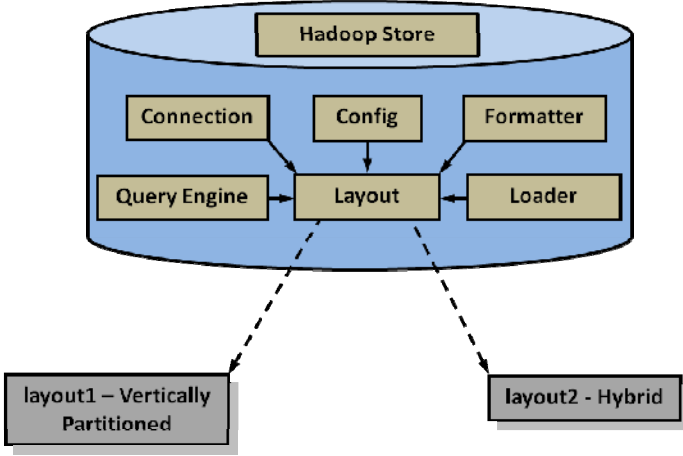 Hadoop Store
Connection
Config
Formatter
Query Engine
Layout
Loader
layout1 – Vertically
Partitioned
layout2 - Hybrid